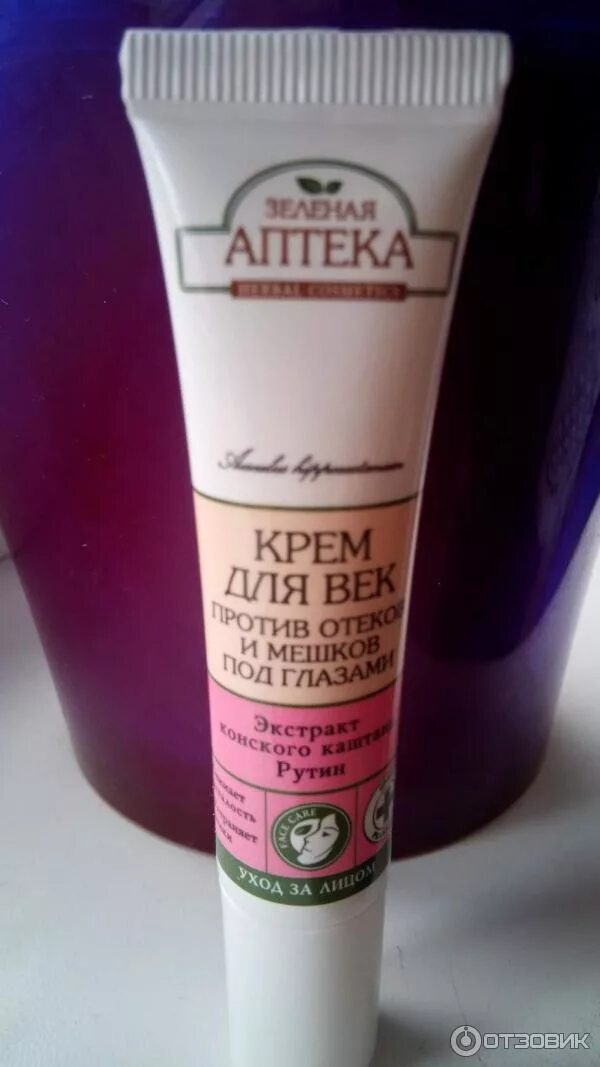 ЗЕЛЕНАЯ
АПТЕКА
HERBAL COSMETICS
КРЕМ
ДЛЯ ВЕК
ПРОТИВ ОТЕКОВ
И МЕШКОВ
ПОД ГЛАЗАМИ
Экстракт
конского каштана
Рутин
FACE CARE
УХОД ЗА ЛИЦОМ
ОТЗОВИК